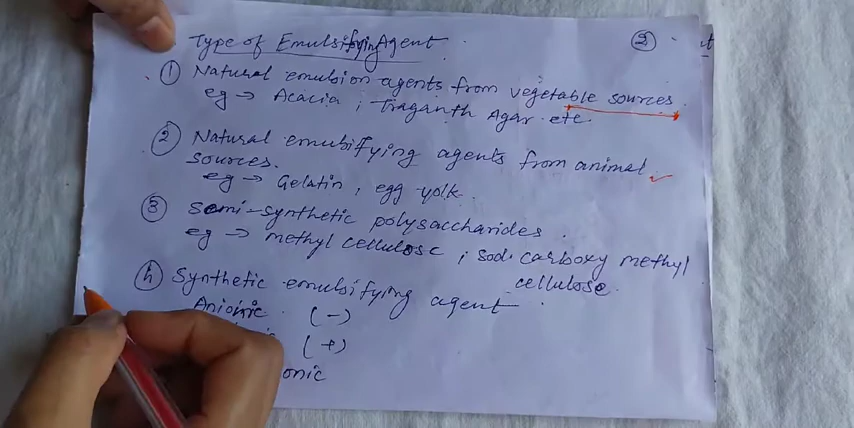 Type of Emulsifying Agent
2
① Natural emulsion agents from vegetable sources
eg → Acacia ; Traganth Agar etc.
② Natural emulsifying agents from animal
sources.
eg → Gelatin, egg yolk.
③ Semi-synthetic polysaccharides.
eg → methyl cellulose ; sod. carboxy methyl
cellulose.
④ Synthetic emulsifying agent
Anionic (-)
(+)
onic